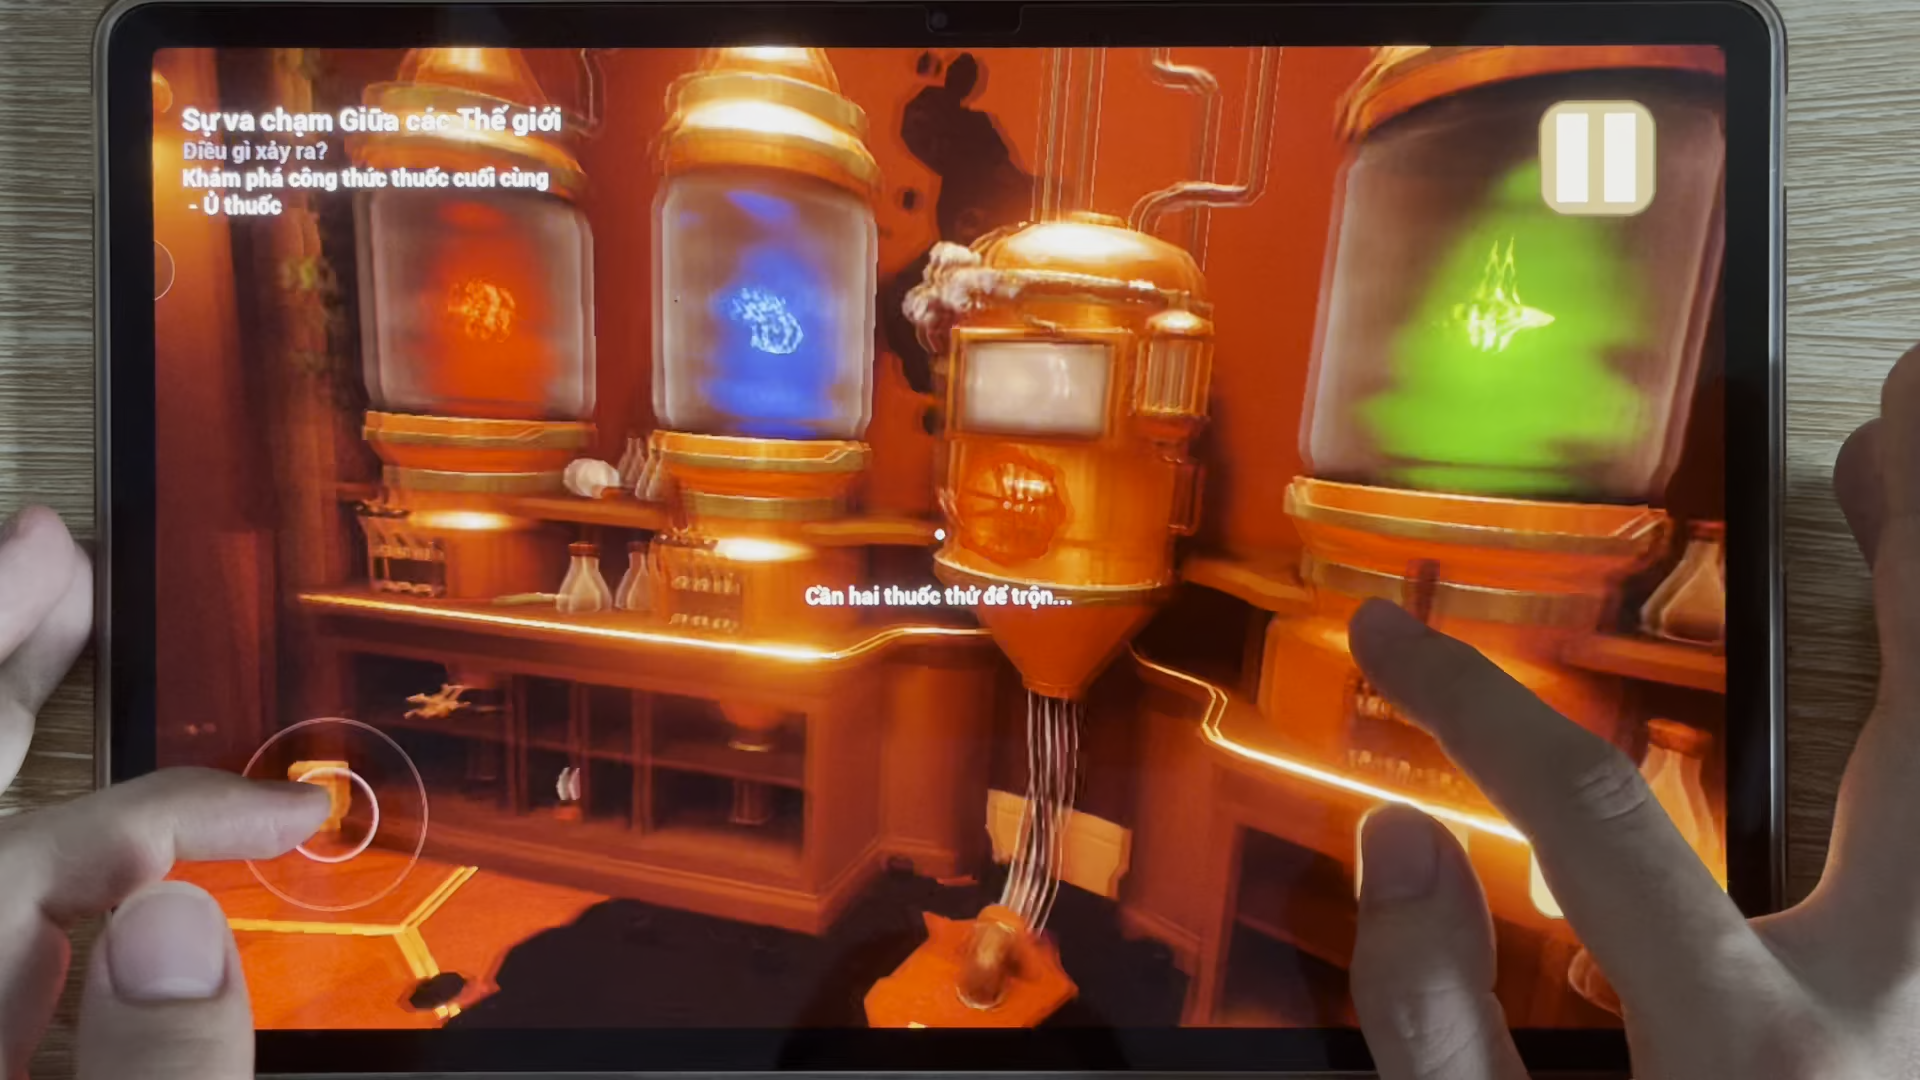 Sự va chạm Giữa các Thế giới
Điều gì xảy ra?
Khám phá công thức thuốc cuối cùng
- Ủ thuốc
Cần hai thuốc thử để trộn...